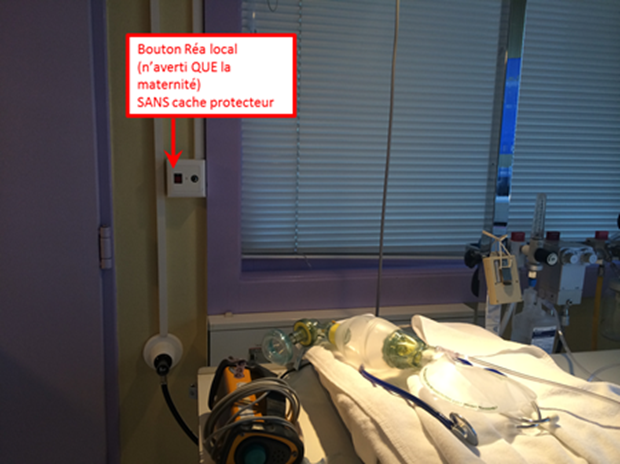 Bouton Réa local
(n'averti QUE la
maternité)
SANS cache protecteur